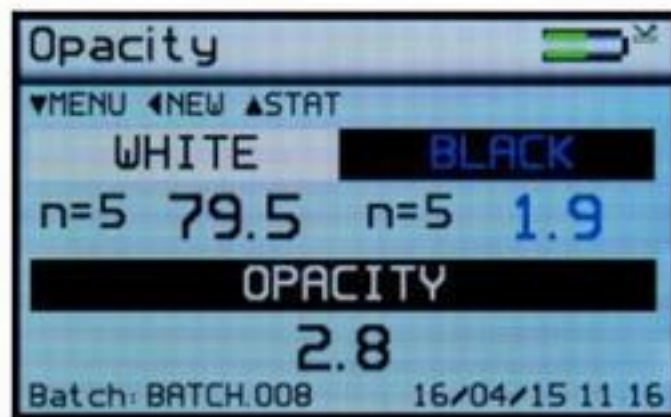 Opacity
▼MENU ◀NEW ▲STAT
WHITE BLACK
n=5 79.5 n=5 1.9
OPACITY
2.8
Batch: BATCH.008 16/04/15 11 16